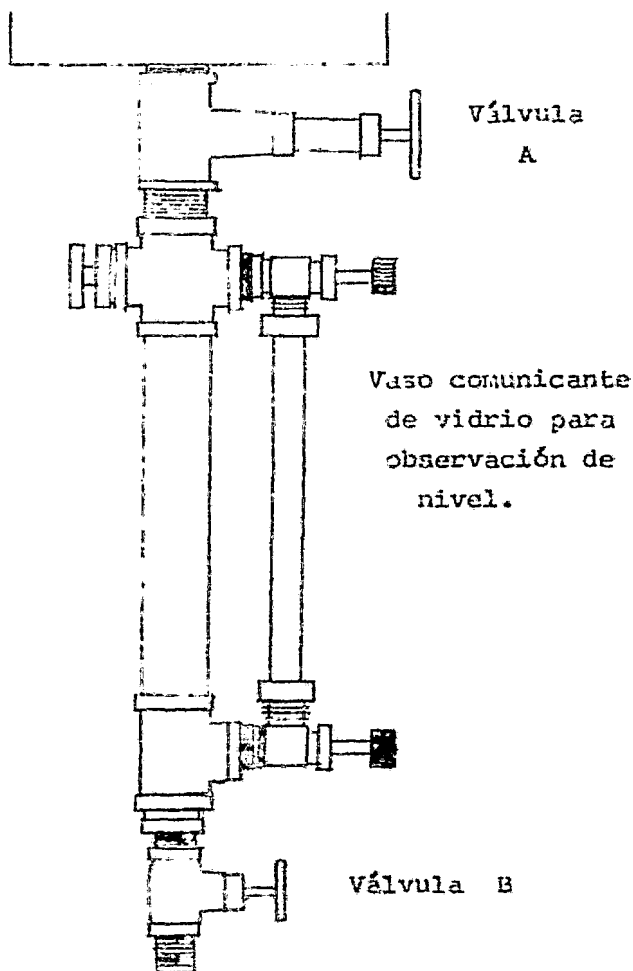 Válvula
A
Vaso comunicante
de vidrio para
observación de
nivel.
Válvula B